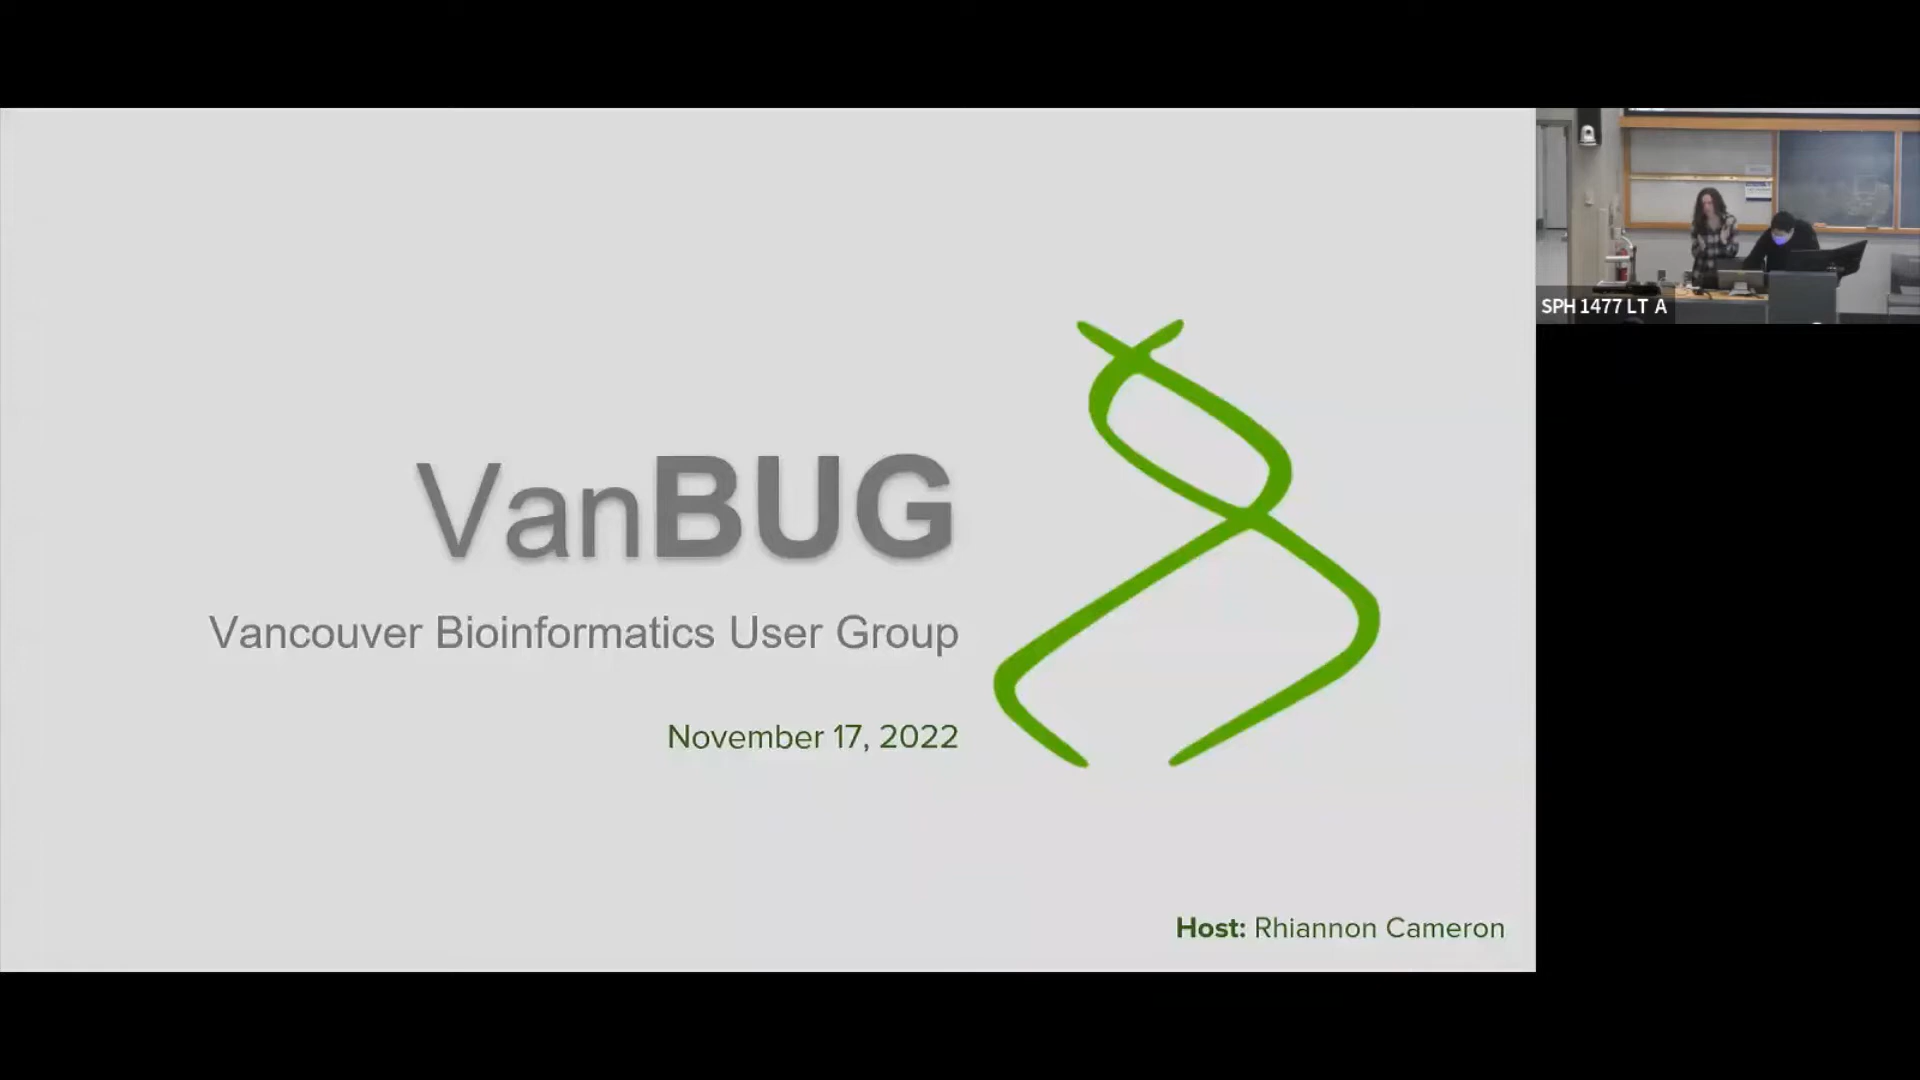 VanBUG
Vancouver Bioinformatics User Group
November 17, 2022
Host: Rhiannon Cameron
SPH 1477 LT A